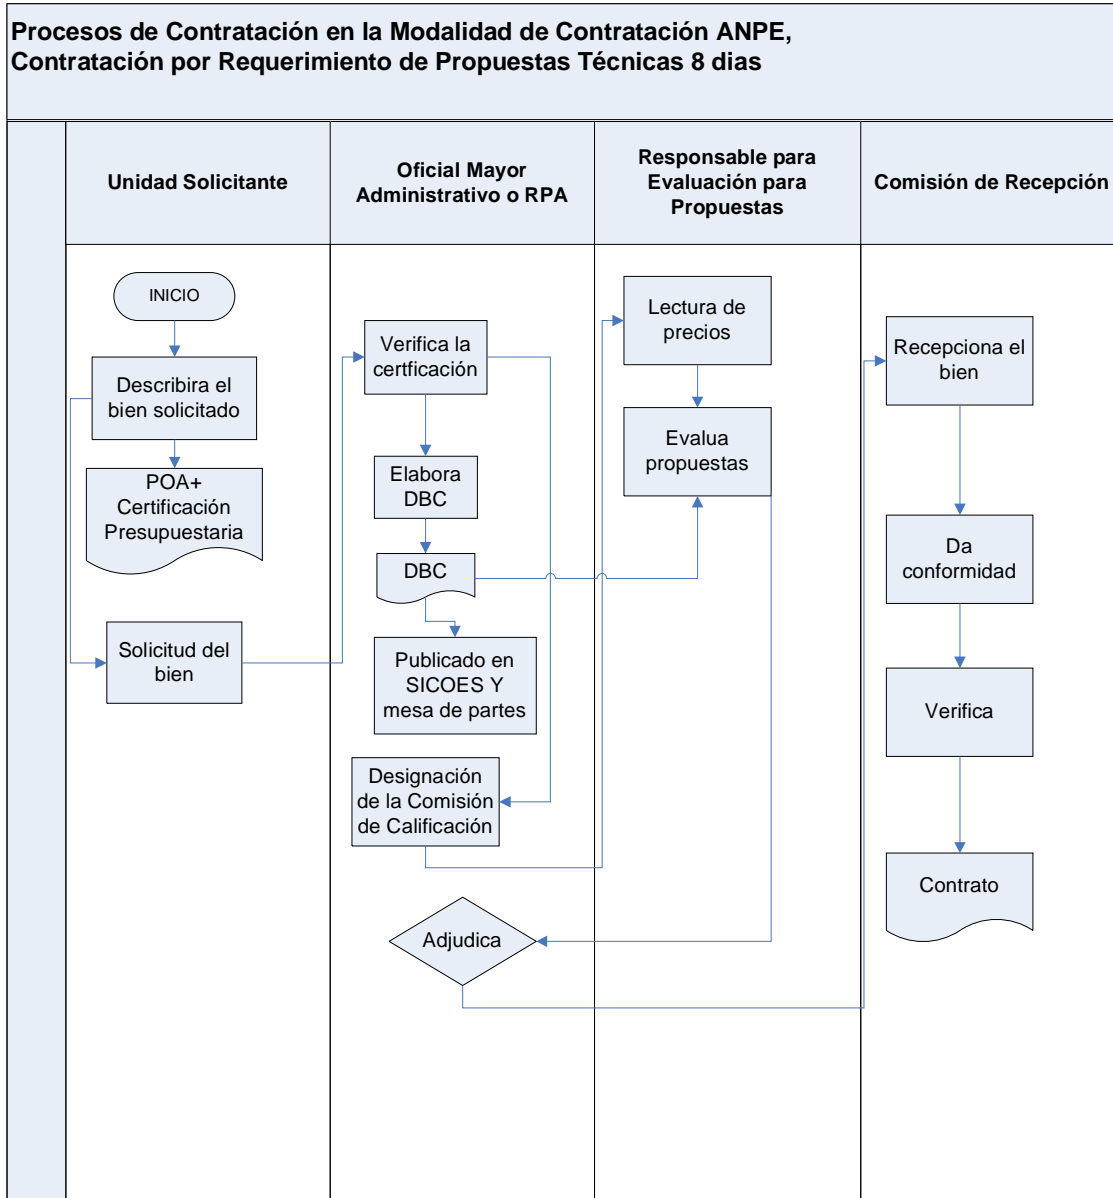 Procesos de Contratación en la Modalidad de Contratación ANPE,
Contratación por Requerimiento de Propuestas Técnicas 8 dias
Unidad Solicitante
Oficial Mayor
Administrativo o RPA
Responsable para
Evaluación para
Propuestas
Comisión de Recepción
INICIO
Describira el
bien solicitado
POA+
Certificación
Presupuestaria
Solicitud del
bien
Verifica la
certficación
Elabora
DBC
DBC
Publicado en
SICOES Y
mesa de partes
Designación
de la Comisión
de Calificación
Adjudica
Lectura de
precios
Evalua
propuestas
Recepciona el
bien
Da
conformidad
Verifica
Contrato